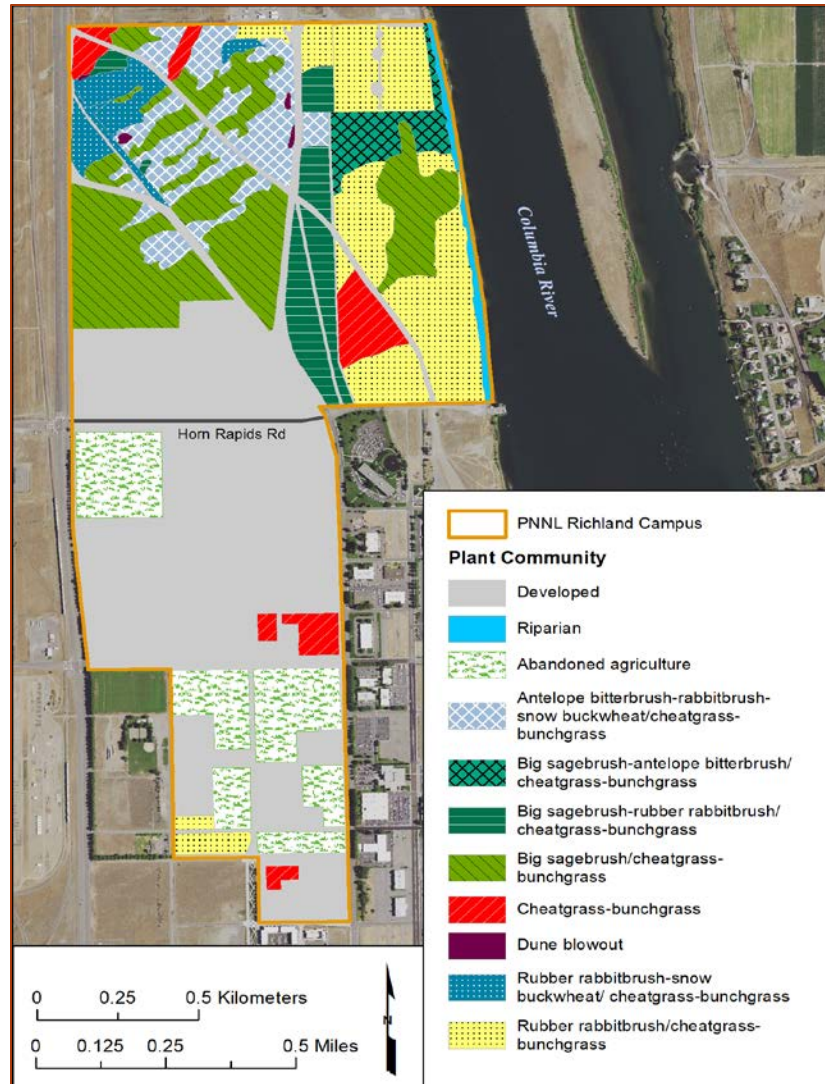 Columbia River
Horn Rapids Rd
PNNL Richland Campus
Plant Community
Developed
Riparian
Abandoned agriculture
Antelope bitterbrush-rabbitbrush-
snow buckwheat/cheatgrass-
bunchgrass
Big sagebrush-antelope bitterbrush/
cheatgrass-bunchgrass
Big sagebrush-rubber rabbitbrush/
cheatgrass-bunchgrass
Big sagebrush/cheatgrass-
bunchgrass
Cheatgrass-bunchgrass
Dune blowout
Rubber rabbitbrush-snow
buckwheat/ cheatgrass-bunchgrass
Rubber rabbitbrush/cheatgrass-
bunchgrass
0 0.25 0.5 Kilometers
0 0.125 0.25 0.5 Miles
N